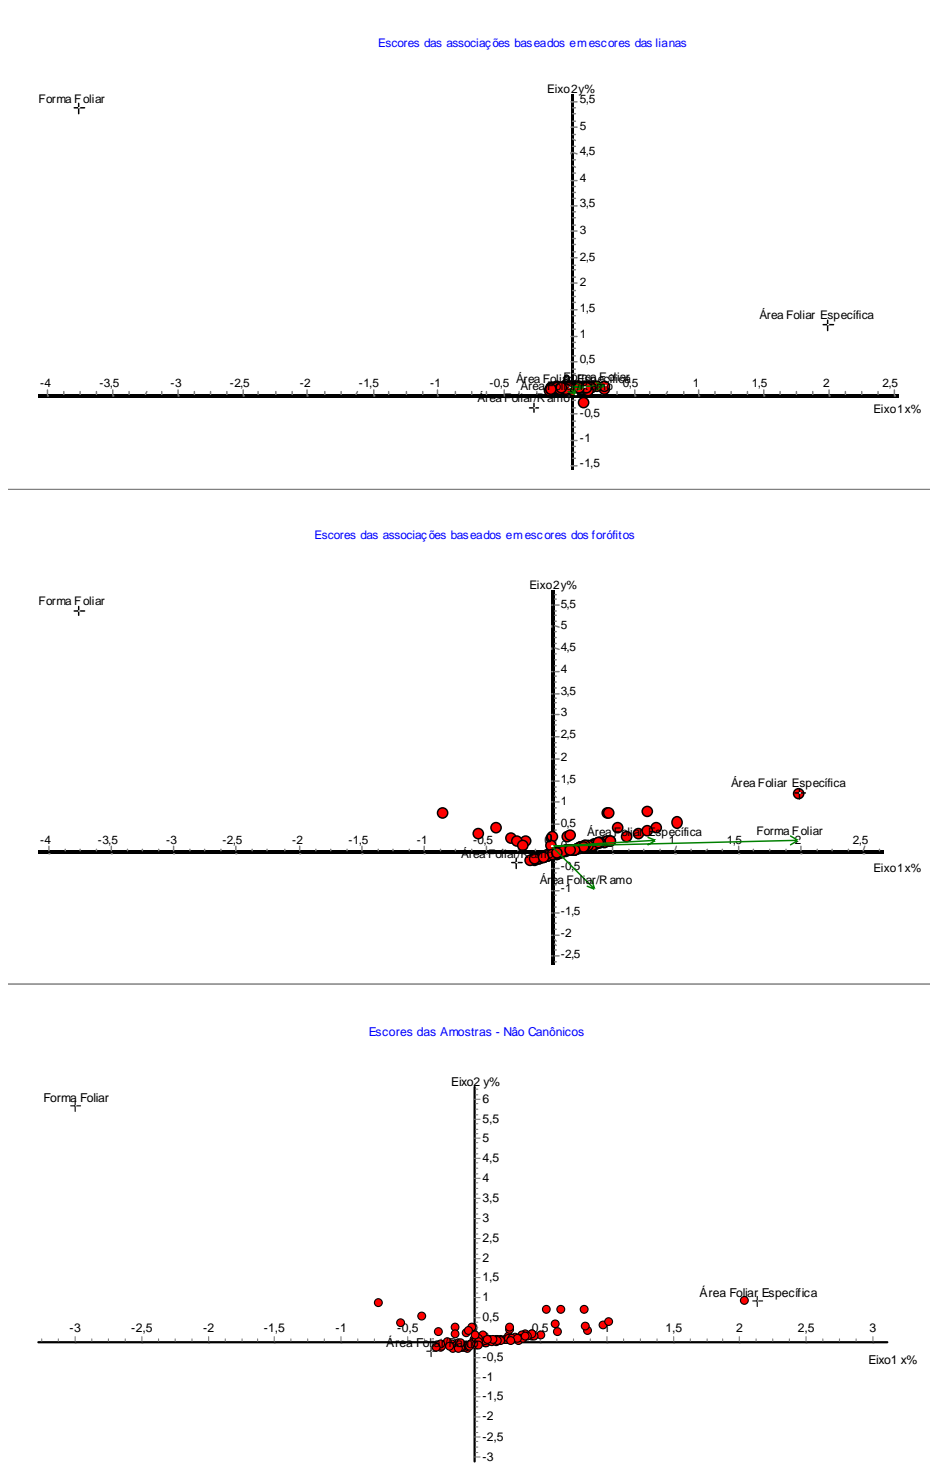 Escores das associações baseados em escores das lianas
Eixo2y%
Forma Foliar
5,5
5
4,5
4
3,5
3
2,5
2
1,5
Área Foliar Específica
1
0,5
-4 -3,5 -3 -2,5 -2 -1,5 -1 -0,5 0,5 1 1,5 2 2,5
Área Foliar/Ramo
Eixo1x%
-0,5
-1
-1,5
Escores das associações baseados em escores dos forófitos
Eixo2y%
Forma Foliar
5,5
5
4,5
4
3,5
3
2,5
2
1,5
Área Foliar Específica
1
0,5
Área Foliar Específica
Forma Foliar
-4 -3,5 -3 -2,5 -2 -1,5 -1 -0,5 1,5 2,5
Eixo1x%
-0,5
Área Foliar/Ramo
-1
-1,5
-2
-2,5
Escores das Amostras - Não Canônicos
Eixo2 y%
Forma Foliar
6
5,5
5
4,5
4
3,5
3
2,5
2
1,5
Área Foliar Específica
1
0,5
-3 -2,5 -2 -1,5 -1 -0,5 0,5 1 1,5 2 2,5 3
Eixo1 x%
-0,5
-1
-1,5
-2
-2,5
-3